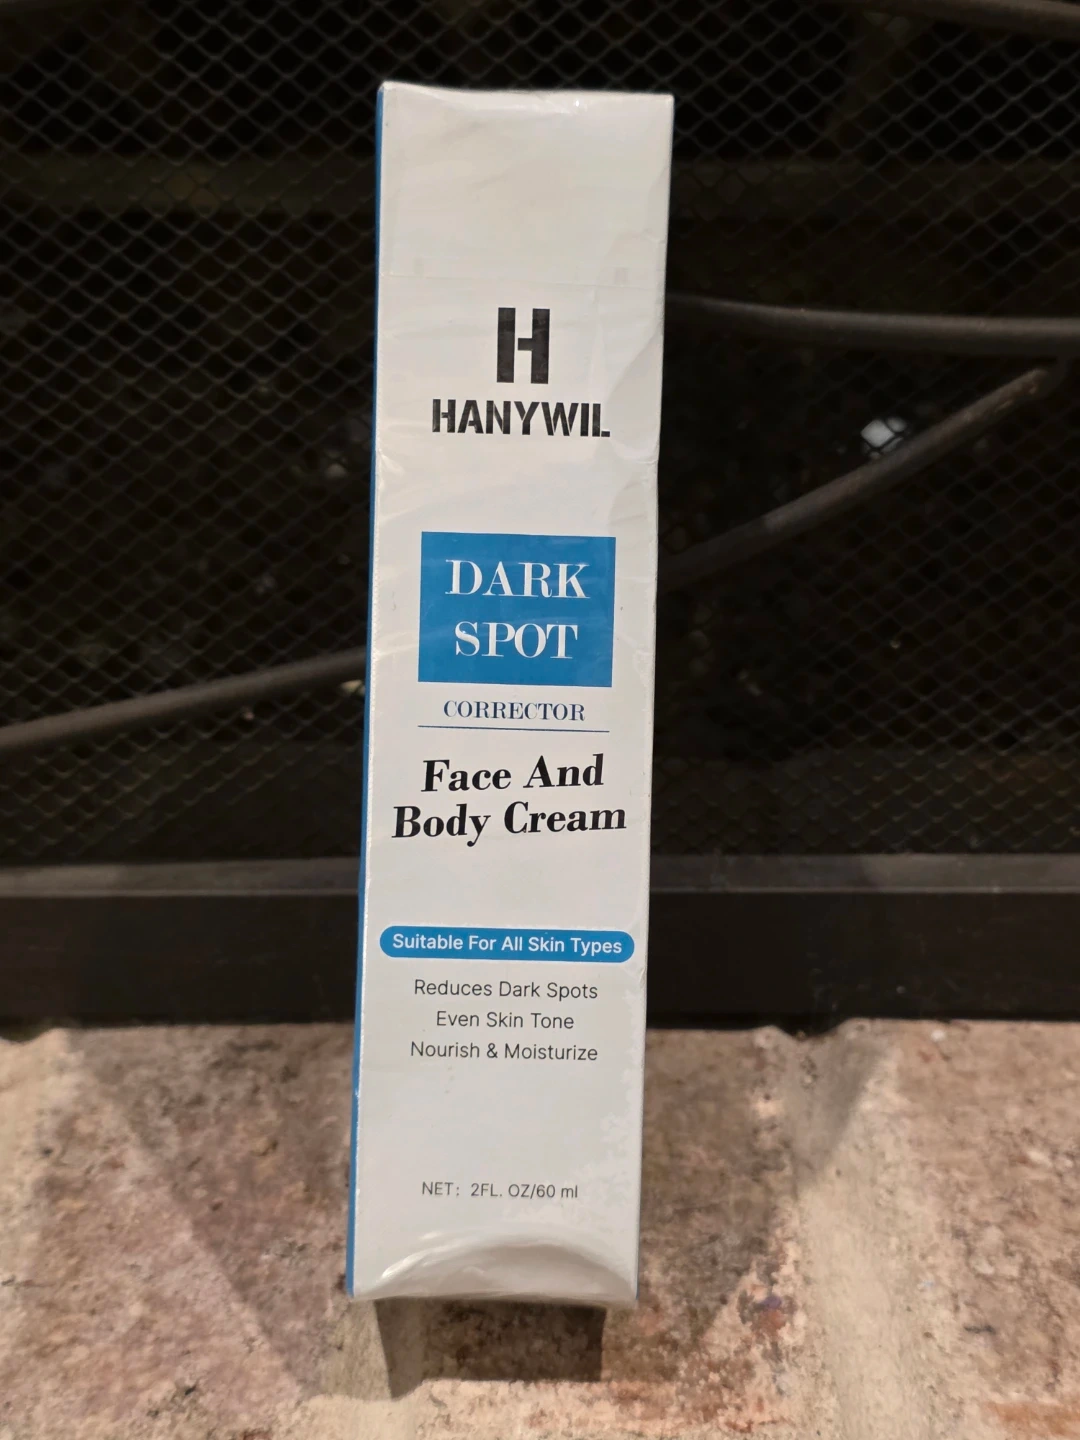 H
HANYWIL
DARK
SPOT
CORRECTOR
Face And
Body Cream
Suitable For All Skin Types
Reduces Dark Spots
Even Skin Tone
Nourish & Moisturize
NET: 2FL. OZ/60 ml